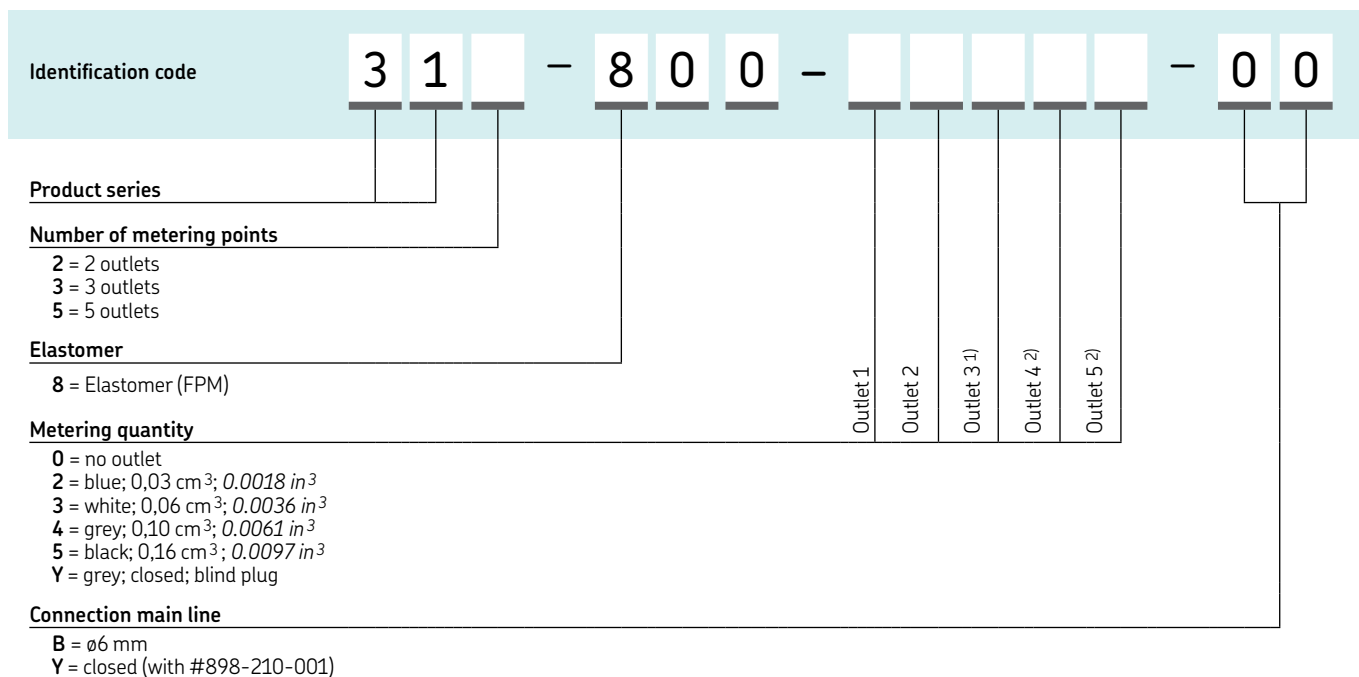 Identification code 3 1 – 8 0 0 – – 0 0
Product series
Number of metering points
2 = 2 outlets
3 = 3 outlets
5 = 5 outlets
Elastomer
8 = Elastomer (FPM)
Outlet 1
Outlet 2
Outlet 3 1)
Outlet 4 2)
Outlet 5 2)
Metering quantity
0 = no outlet
2 = blue; 0,03 cm³; 0.0018 in³
3 = white; 0,06 cm³; 0.0036 in³
4 = grey; 0,10 cm³; 0.0061 in³
5 = black; 0,16 cm³ ; 0.0097 in³
Y = grey; closed; blind plug
Connection main line
B = ø6 mm
Y = closed (with #898-210-001)